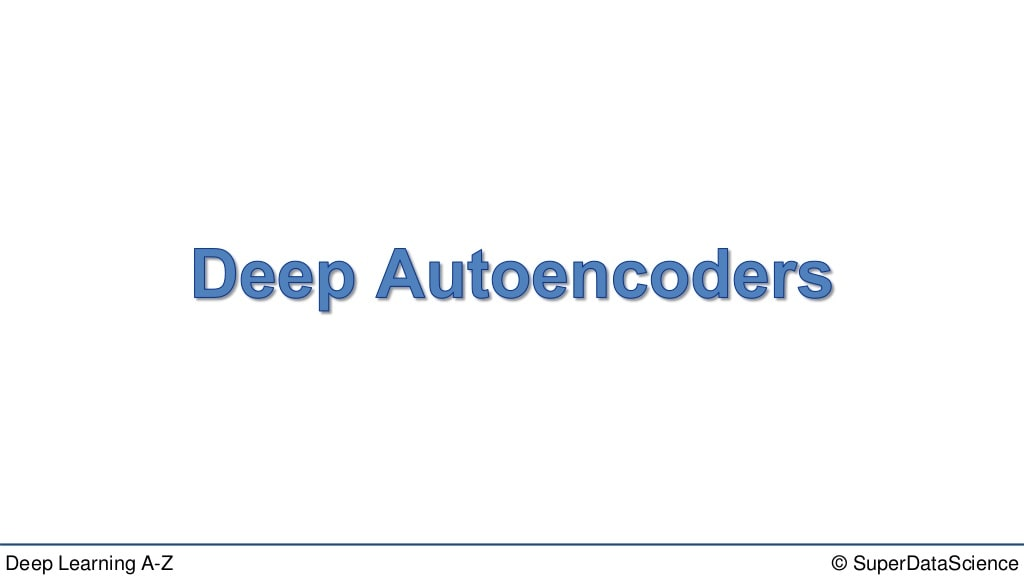 Deep Autoencoders
Deep Learning A-Z
© SuperDataScience